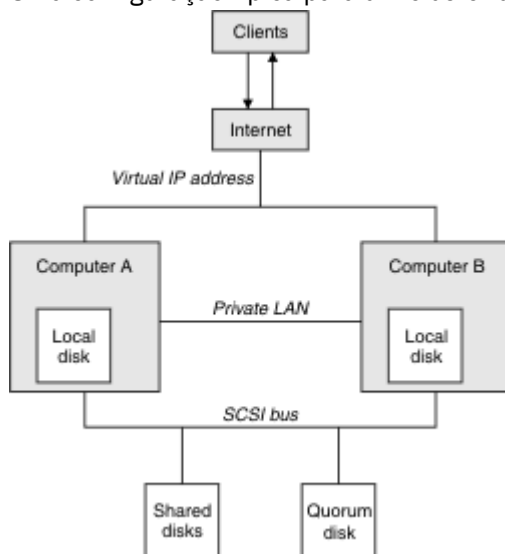 Clients
Internet
Virtual IP address
Computer A
Computer B
Private LAN
Local
disk
Local
disk
SCSI bus
Shared
disks
Quorum
disk